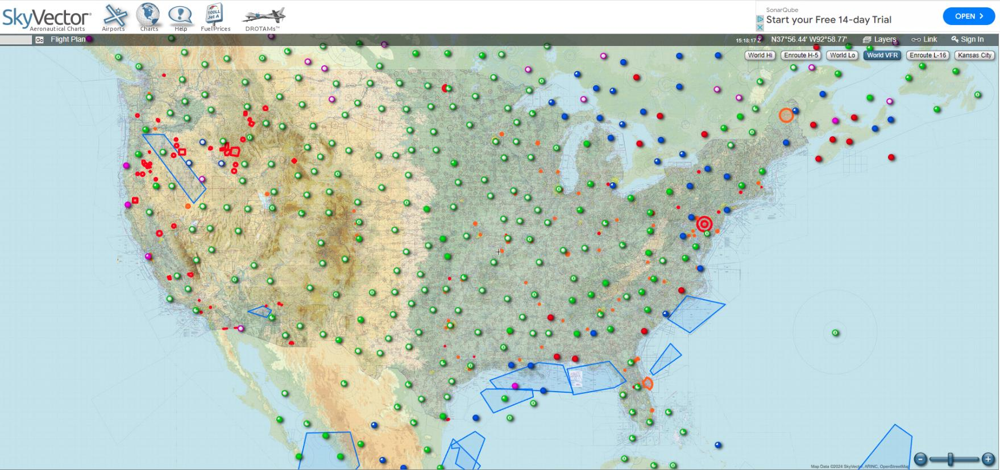 SkyVector®
Aeronautical Charts
Airports
Charts
Help
100LL
Jet A
Fuel Prices
DROTAMs™
SonarQube
Start your Free 14-day Trial
OPEN
Go
Flight Plan
15:18:17 Z
N37°56.44' W92°58.77'
Layers
Link
Sign In
World Hi
Enroute H-5
World Lo
World VFR
Enroute L-16
Kansas City
Map Data ©2024 SkyVector, ARINC, OpenStreetMap